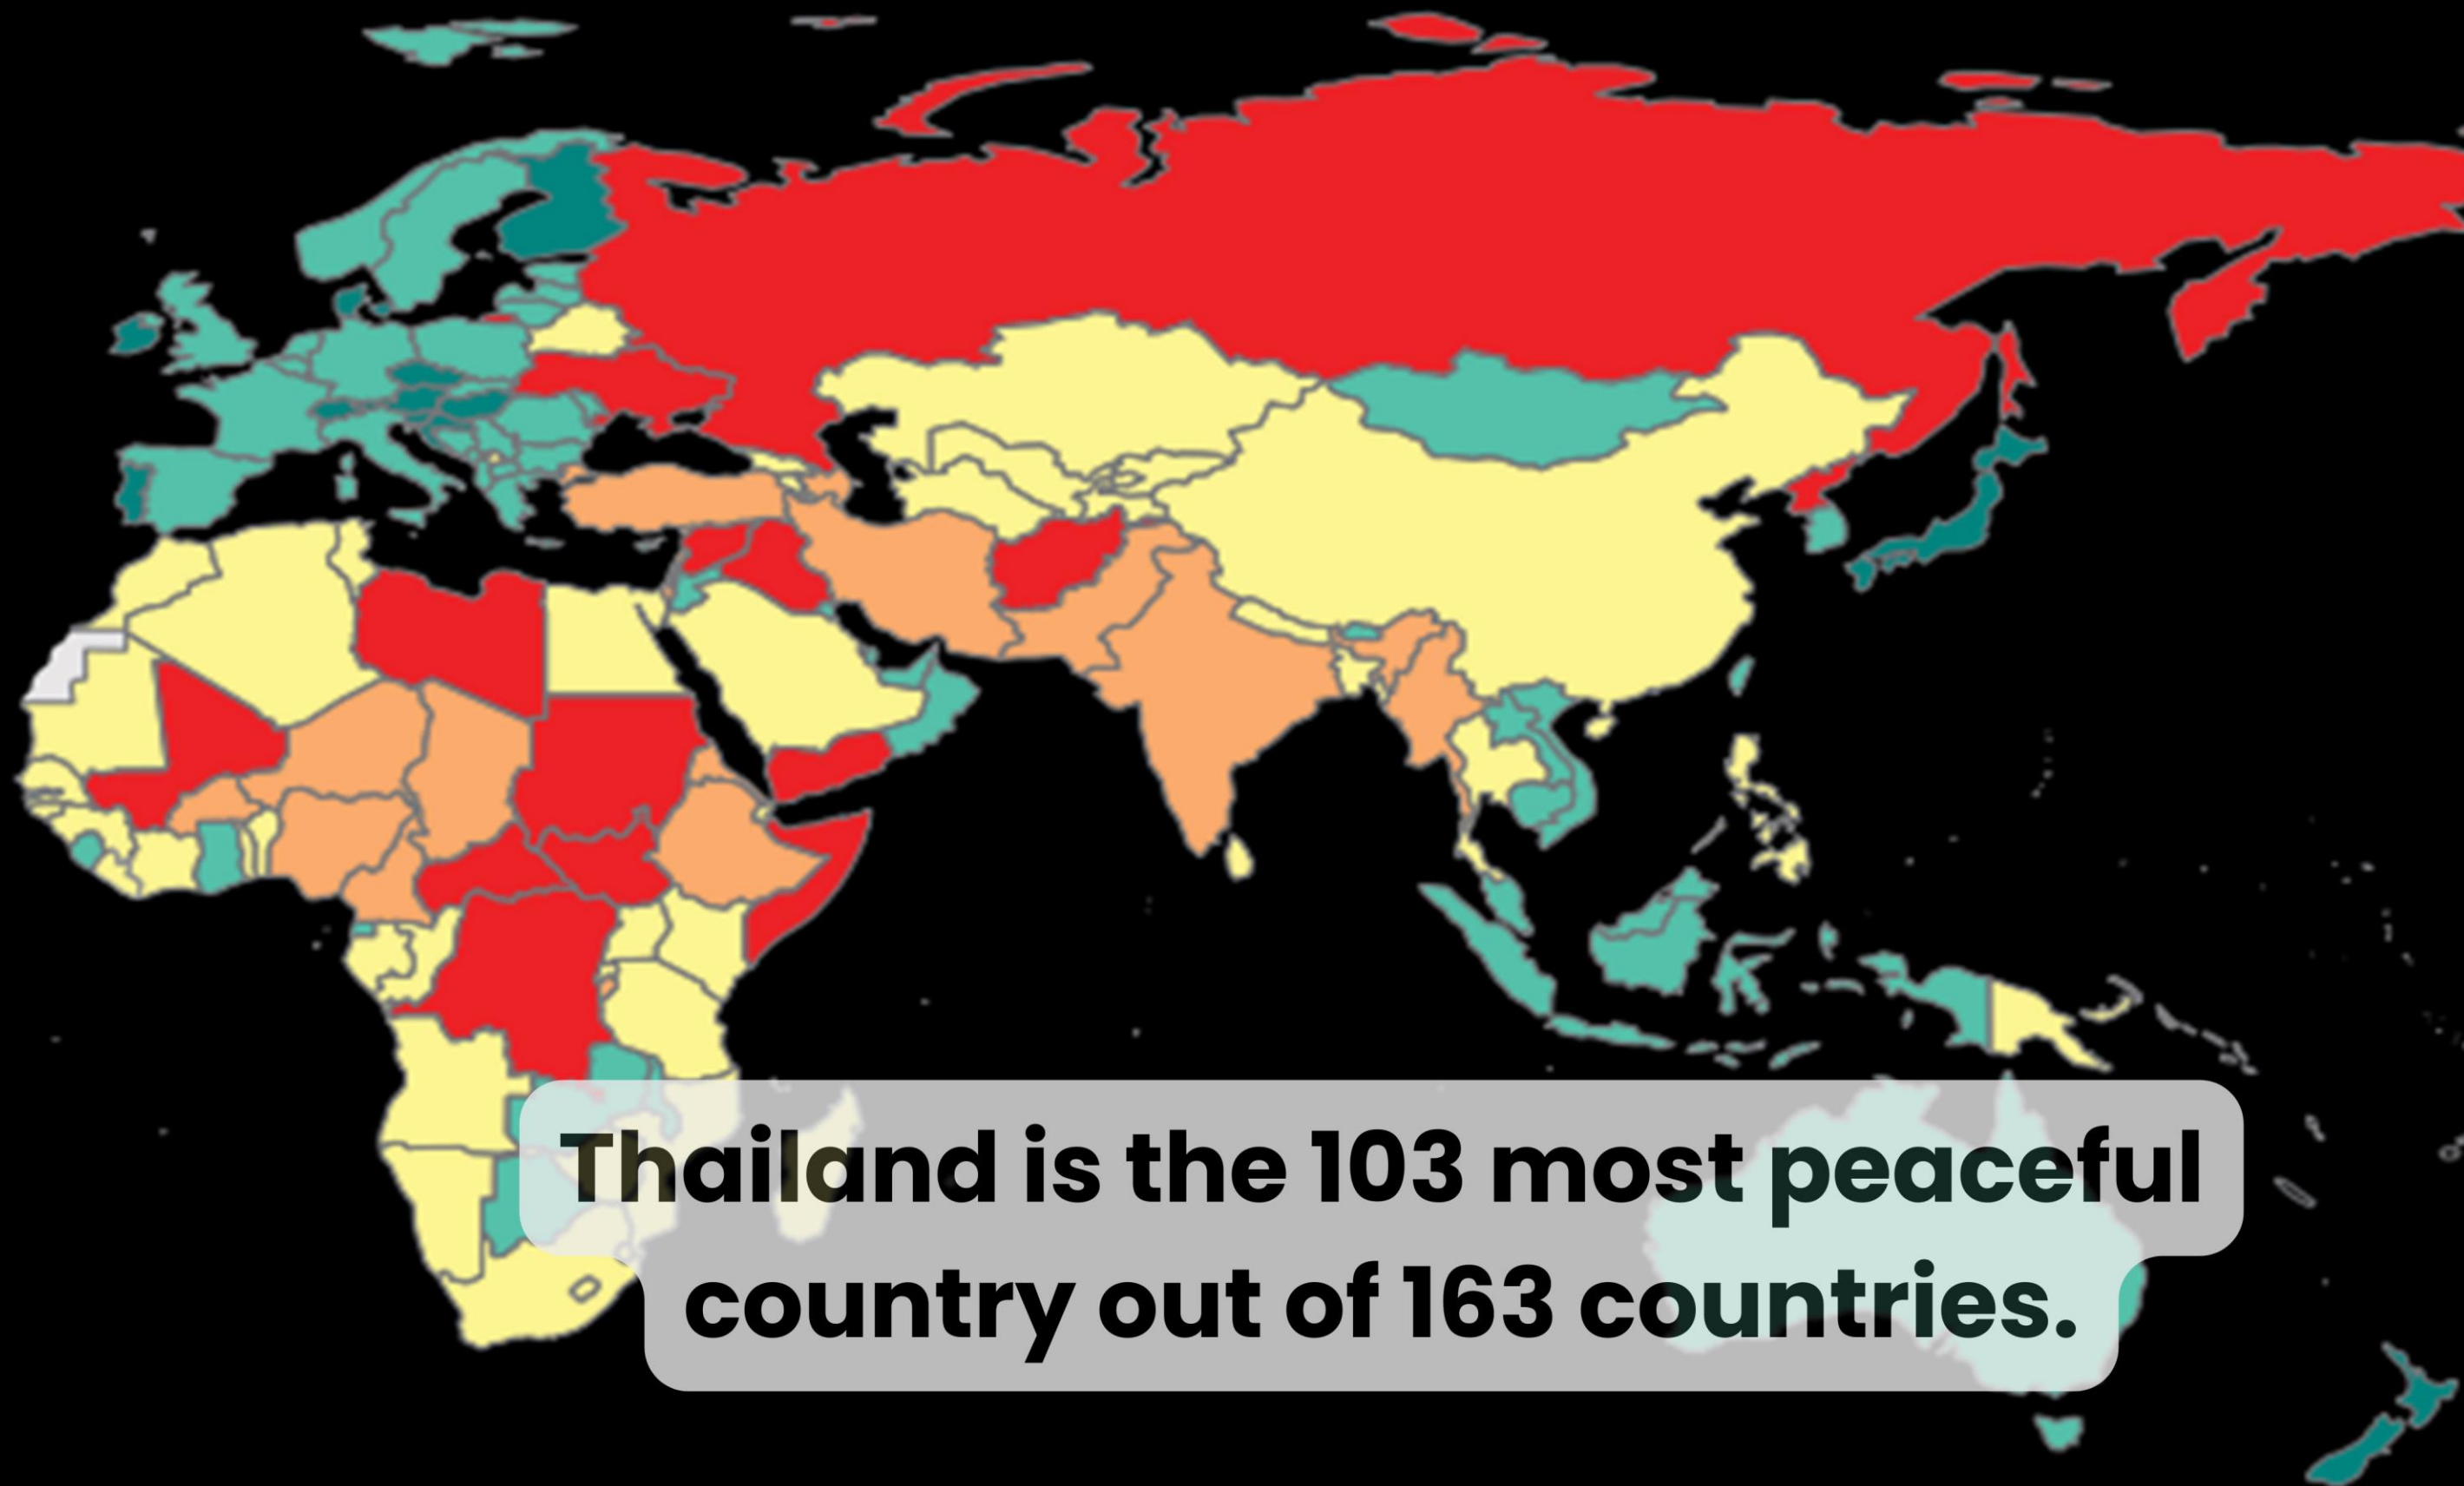 Thailand is the 103 most peaceful
country out of 163 countries.